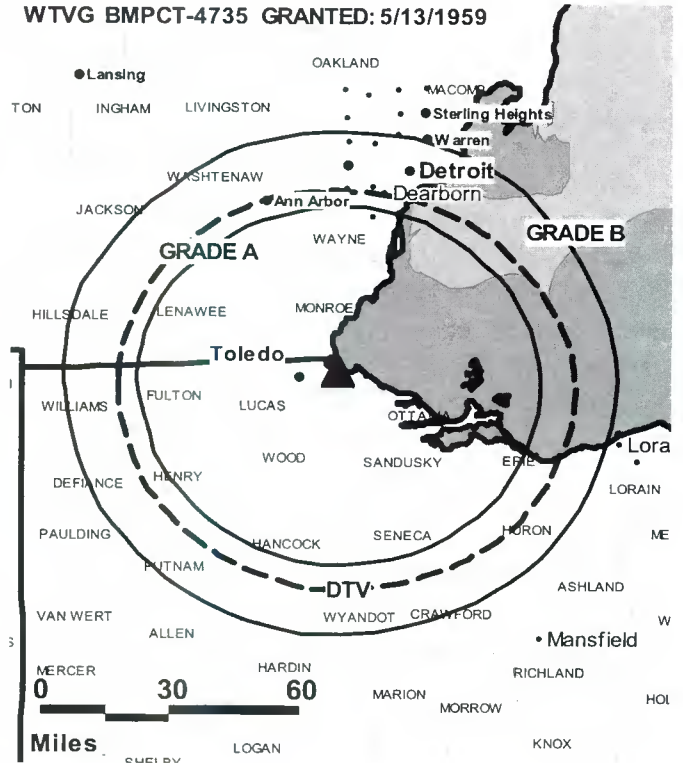 WTVG BMPCT-4735 GRANTED: 5/13/1959
OAKLAND
Lansing
MACOMB
TON INGHAM LIVINGSTON
Sterling Heights
Warren
WASHTENAW
Detroit
Ann Arbor
Dearborn
JACKSON
WAYNE
GRADE B
GRADE A
HILLSDALE
LENAWEE
MONROE
Toledo
FULTON
WILLIAMS
LUCAS
OTTAWA
Lora
WOOD
SANDUSKY
ERIE
HENRY
DEFIANCE
LORAIN
PAULDING
HANCOCK
SENECA
HURON
ME
PUTNAM
DTV
ASHLAND
VAN WERT
WYANDOT
CRAWFORD
W
ALLEN
Mansfield
S
MERCER
HARDIN
RICHLAND
0 30 60
MARION
MORROW
HOL
Miles
SHELBY
LOGAN
KNOX